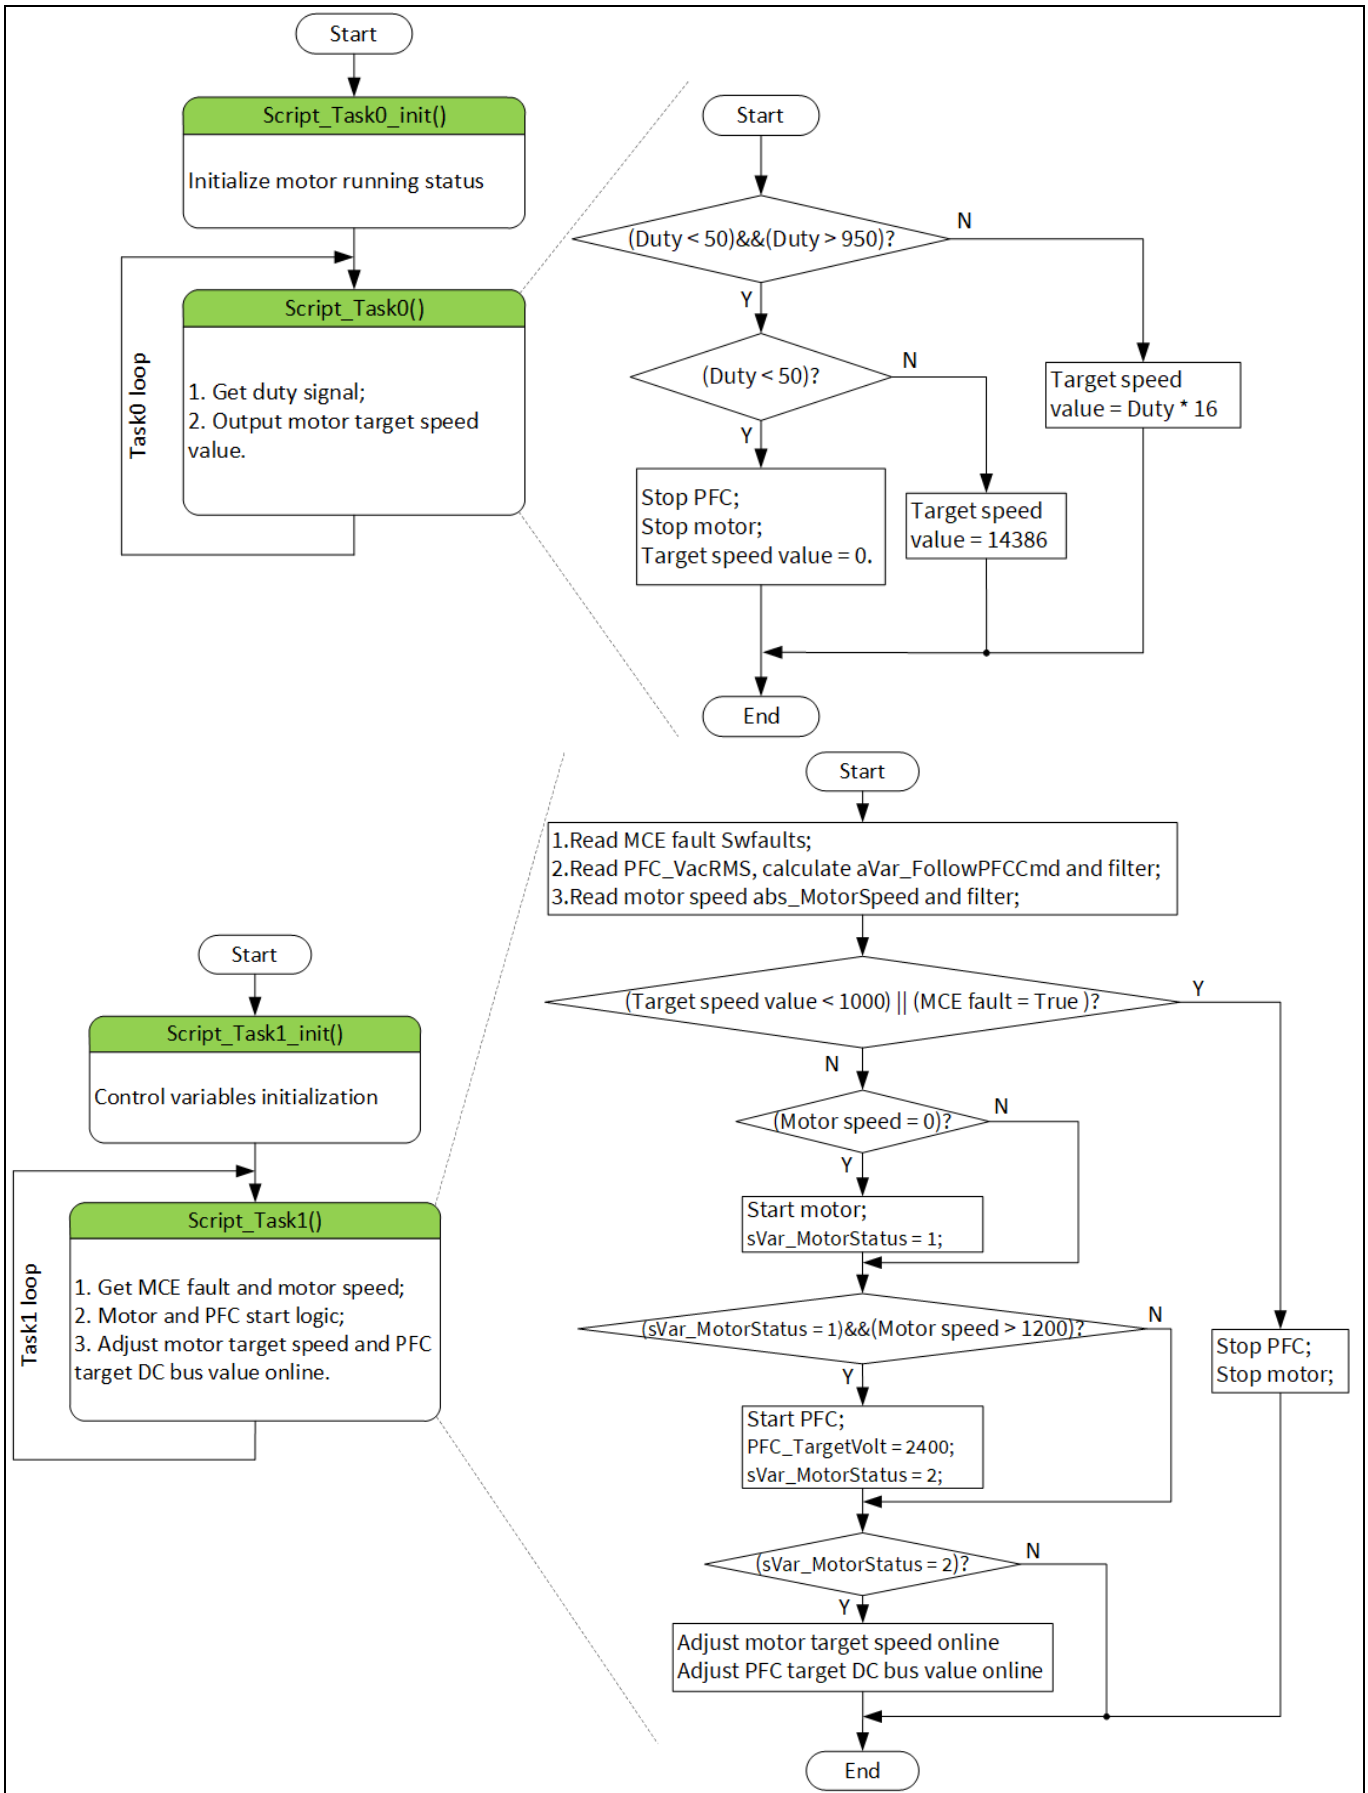 Start
Script_Task0_init()
Initialize motor running status
Script_Task0()
Task0 loop
1. Get duty signal;
2. Output motor target speed
value.
Start
(Duty < 50)&&(Duty > 950)?
N
Y
(Duty < 50)?
N
Y
Target speed
value = Duty * 16
Stop PFC;
Stop motor;
Target speed value = 0.
Target speed
value = 14386
End
Start
Script_Task1_init()
Control variables initialization
Script_Task1()
Task1 loop
1. Get MCE fault and motor speed;
2. Motor and PFC start logic;
3. Adjust motor target speed and PFC
target DC bus value online.
Start
1.Read MCE fault Swfaults;
2.Read PFC_VacRMS, calculate aVar_FollowPFCCmd and filter;
3.Read motor speed abs_MotorSpeed and filter;
(Target speed value < 1000) || (MCE fault = True )?
Y
N
(Motor speed = 0)?
N
Y
Start motor;
sVar_MotorStatus = 1;
(sVar_MotorStatus = 1)&&(Motor speed > 1200)?
N
Y
Stop PFC;
Stop motor;
Start PFC;
PFC_TargetVolt = 2400;
sVar_MotorStatus = 2;
(sVar_MotorStatus = 2)?
N
Y
Adjust motor target speed online
Adjust PFC target DC bus value online
End